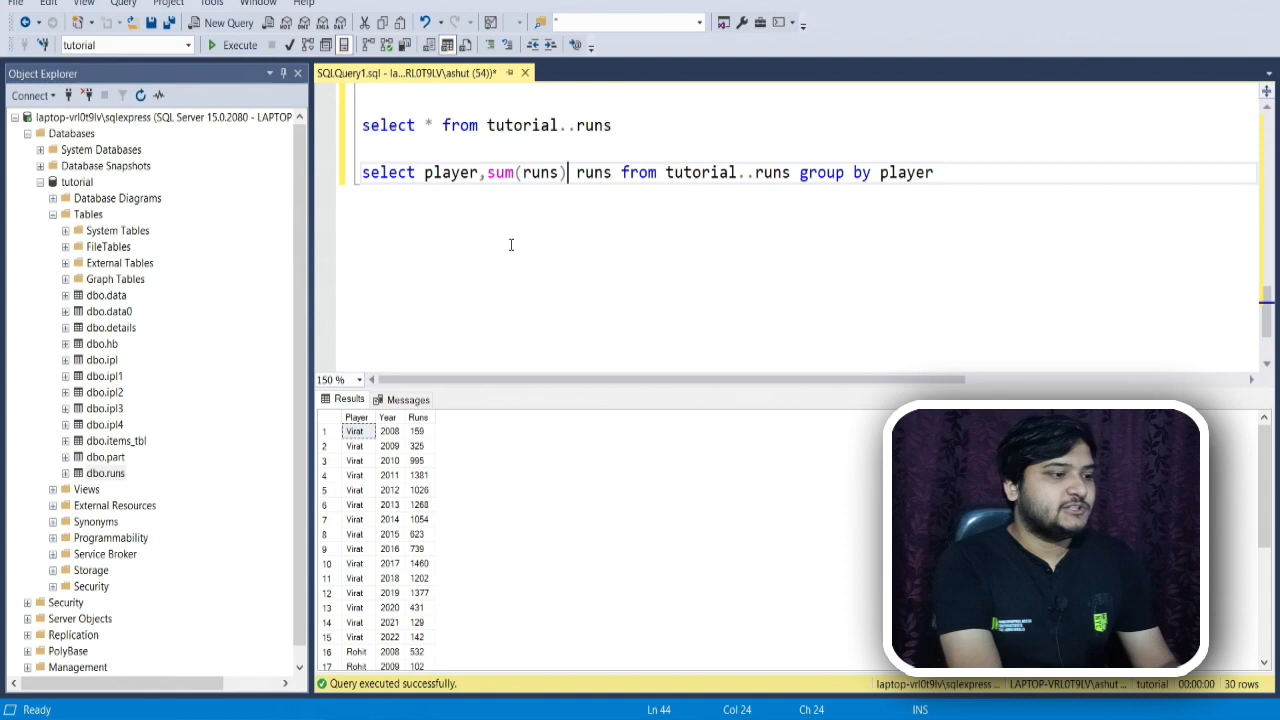 File Edit View Query Project Tools Window Help
New Query
tutorial Execute
Object Explorer
SQLQuery1.sql - la...RL0T9LV\ashut (54))*
Connect
laptop-vrl0t9lv\sqlexpress (SQL Server 15.0.2080 - LAPTOP
Databases
System Databases
Database Snapshots
tutorial
Database Diagrams
Tables
System Tables
FileTables
External Tables
Graph Tables
dbo.data
dbo.data0
dbo.details
dbo.hb
dbo.ipl
dbo.ipl1
dbo.ipl2
dbo.ipl3
dbo.ipl4
dbo.items_tbl
dbo.part
dbo.runs
Views
External Resources
Synonyms
Programmability
Service Broker
Storage
Security
Security
Server Objects
Replication
PolyBase
Management
select * from tutorial..runs
select player,sum(runs) runs from tutorial..runs group by player
150 %
Results Messages
Player Year Runs
1 Virat 2008 159
2 Virat 2009 325
3 Virat 2010 995
4 Virat 2011 1381
5 Virat 2012 1026
6 Virat 2013 1268
7 Virat 2014 1054
8 Virat 2015 623
9 Virat 2016 739
10 Virat 2017 1460
11 Virat 2018 1202
12 Virat 2019 1377
13 Virat 2020 431
14 Virat 2021 129
15 Virat 2022 142
16 Rohit 2008 532
17 Rohit 2009 102
Query executed successfully.
laptop-vrl0t9lv\sqlexpress ... LAPTOP-VRL0T9LV\ashut ... tutorial 00:00:00 30 rows
Ready Ln 44 Col 24 Ch 24 INS